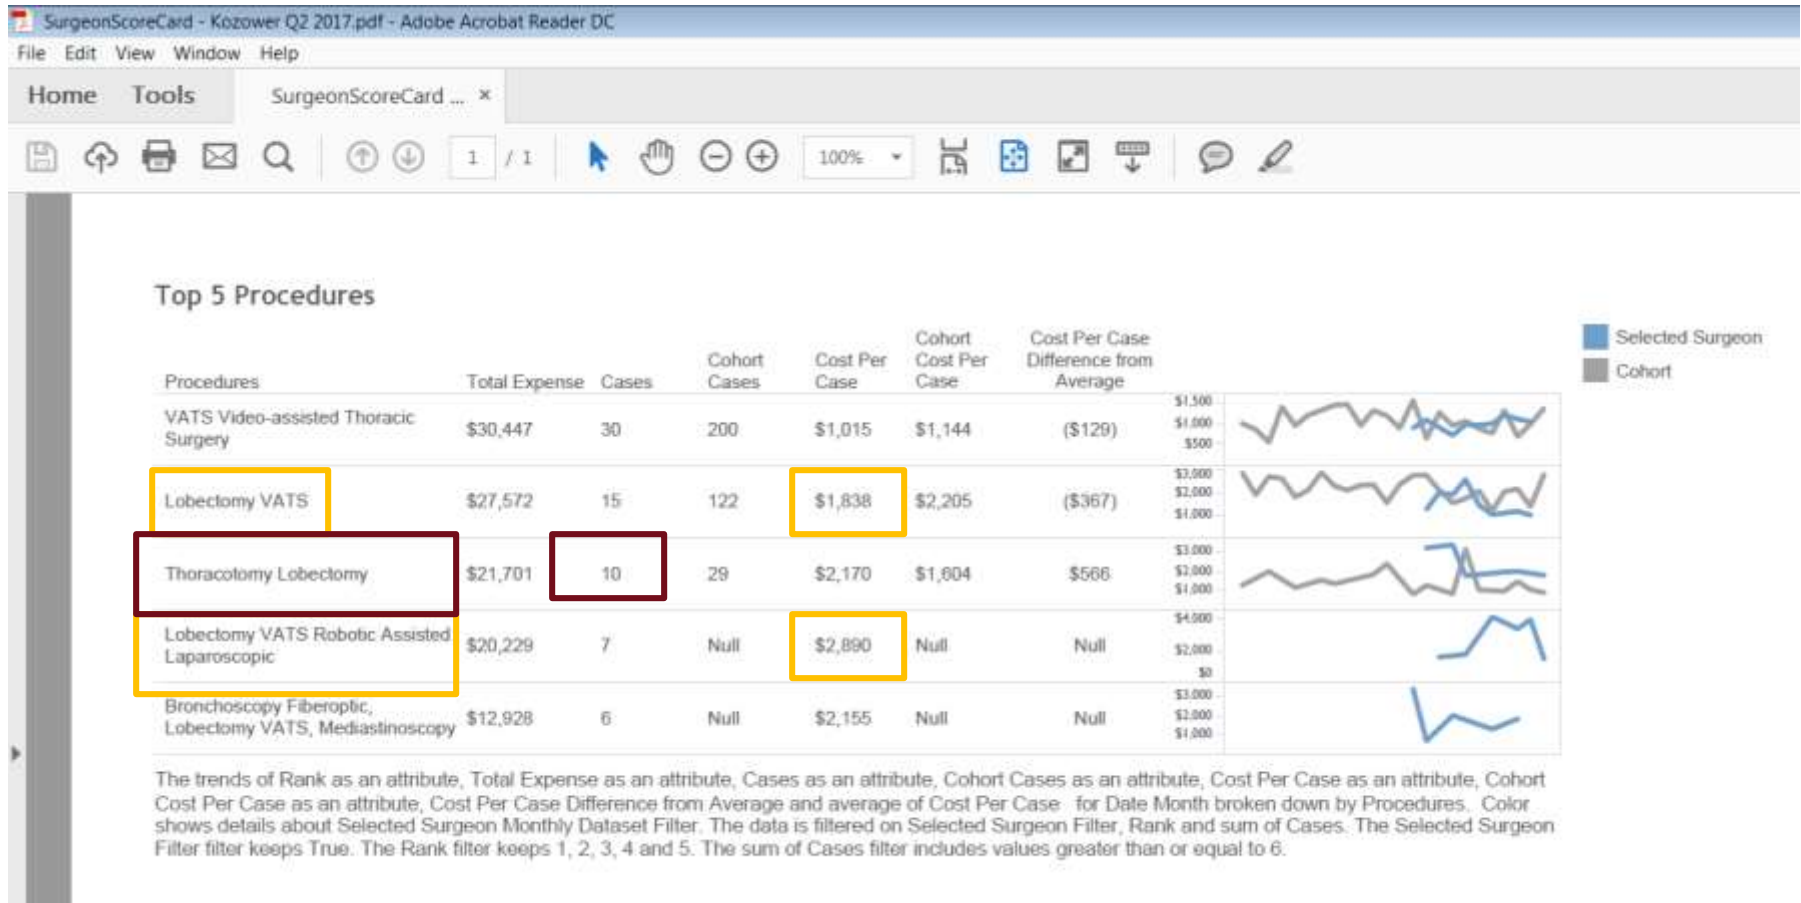 SurgeonScoreCard - Kozower Q2 2017.pdf - Adobe Acrobat Reader DC
File Edit View Window Help
Home Tools SurgeonScoreCard ... ×
1 / 1 100%
Top 5 Procedures
Procedures Total Expense Cases Cohort Cases Cost Per Case Cohort Cost Per Case Cost Per Case Difference from Average
Selected Surgeon
Cohort
VATS Video-assisted Thoracic
Surgery
$30,447 30 200 $1,015 $1,144 ($129)
$1,500
$1,000
$500
Lobectomy VATS $27,572 15 122 $1,838 $2,205 ($367)
$3,000
$2,000
$1,000
Thoracotomy Lobectomy $21,701 10 29 $2,170 $1,604 $566
$3,000
$2,000
$1,000
Lobectomy VATS Robotic Assisted
Laparoscopic
$20,229 7 Null $2,890 Null Null
$4,000
$2,000
$0
Bronchoscopy Fiberoptic,
Lobectomy VATS, Mediastinoscopy
$12,928 6 Null $2,155 Null Null
$3,000
$2,000
$1,000
The trends of Rank as an attribute, Total Expense as an attribute, Cases as an attribute, Cohort Cases as an attribute, Cost Per Case as an attribute, Cohort
Cost Per Case as an attribute, Cost Per Case Difference from Average and average of Cost Per Case for Date Month broken down by Procedures. Color
shows details about Selected Surgeon Monthly Dataset Filter. The data is filtered on Selected Surgeon Filter, Rank and sum of Cases. The Selected Surgeon
Filter filter keeps True. The Rank filter keeps 1, 2, 3, 4 and 5. The sum of Cases filter includes values greater than or equal to 6.